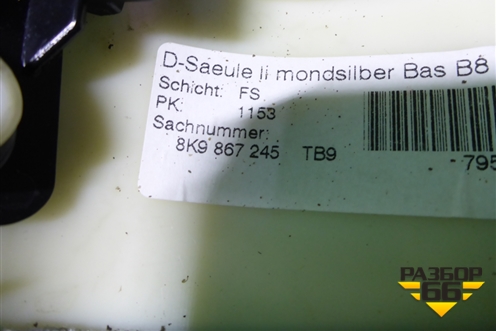 D-Saeule li mondsilber Bas B8
Schicht: FS
PK: 1153
Sachnummer:
8K9 867 245 TB9
795
РАЗБОР
66